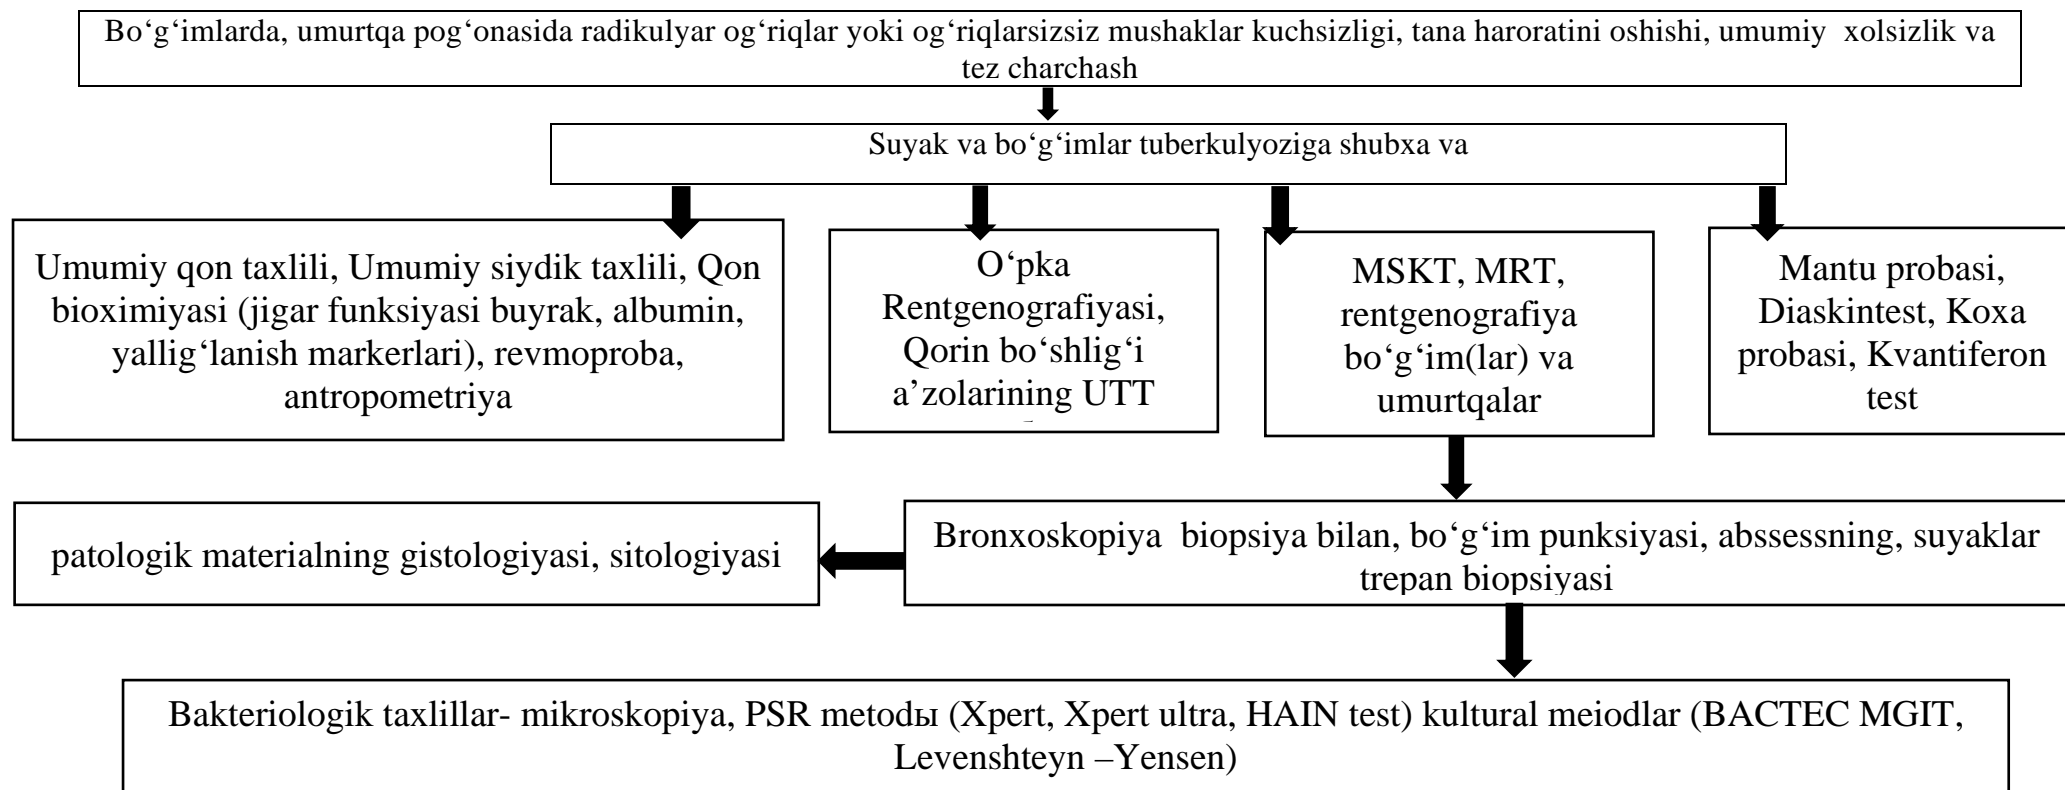 Bo‘g‘imlarda, umurtqa pog‘onasida radikulyar og‘riqlar yoki og‘riqlarsizsiz mushaklar kuchsizligi, tana haroratini oshishi, umumiy xolsizlik va
tez charchash
Suyak va bo‘g‘imlar tuberkulyoziga shubxa va
Umumiy qon taxlili, Umumiy siydik taxlili, Qon
bioximiyasi (jigar funksiyasi buyrak, albumin,
yallig‘lanish markerlari), revmoproba,
antropometriya
O‘pka
Rentgenografiyasi,
Qorin bo‘shlig‘i
a’zolarining UTT
MSKT, MRT,
rentgenografiya
bo‘g‘im(lar) va
umurtqalar
Mantu probasi,
Diaskintest, Koxa
probasi, Kvantiferon
test
patologik materialning gistologiyasi, sitologiyasi
Bronxoskopiya biopsiya bilan, bo‘g‘im punksiyasi, abssessning, suyaklar
trepan biopsiyasi
Bakteriologik taxlillar- mikroskopiya, PSR metodы (Xpert, Xpert ultra, HAIN test) kultural meiodlar (BACTEC MGIT,
Levenshteyn –Yensen)